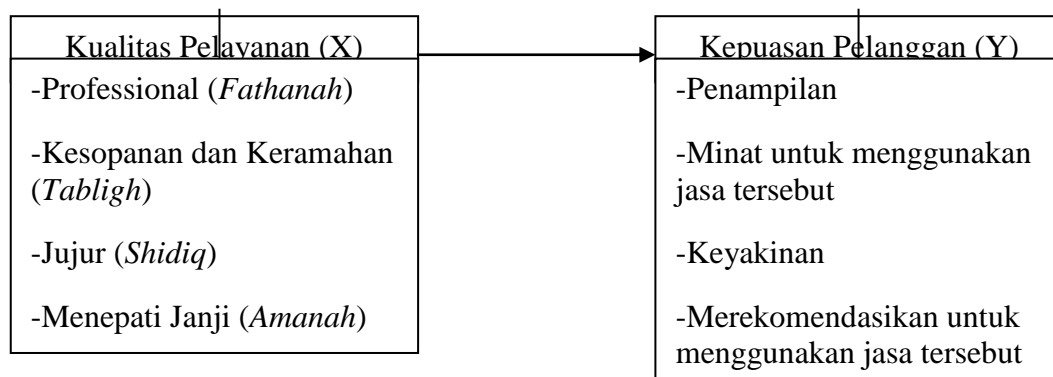 Kualitas Pelayanan (X)
-Professional (Fathanah)
-Kesopanan dan Keramahan
(Tabligh)
-Jujur (Shidiq)
-Menepati Janji (Amanah)
Kepuasan Pelanggan (Y)
-Penampilan
-Minat untuk menggunakan
jasa tersebut
-Keyakinan
-Merekomendasikan untuk
menggunakan jasa tersebut